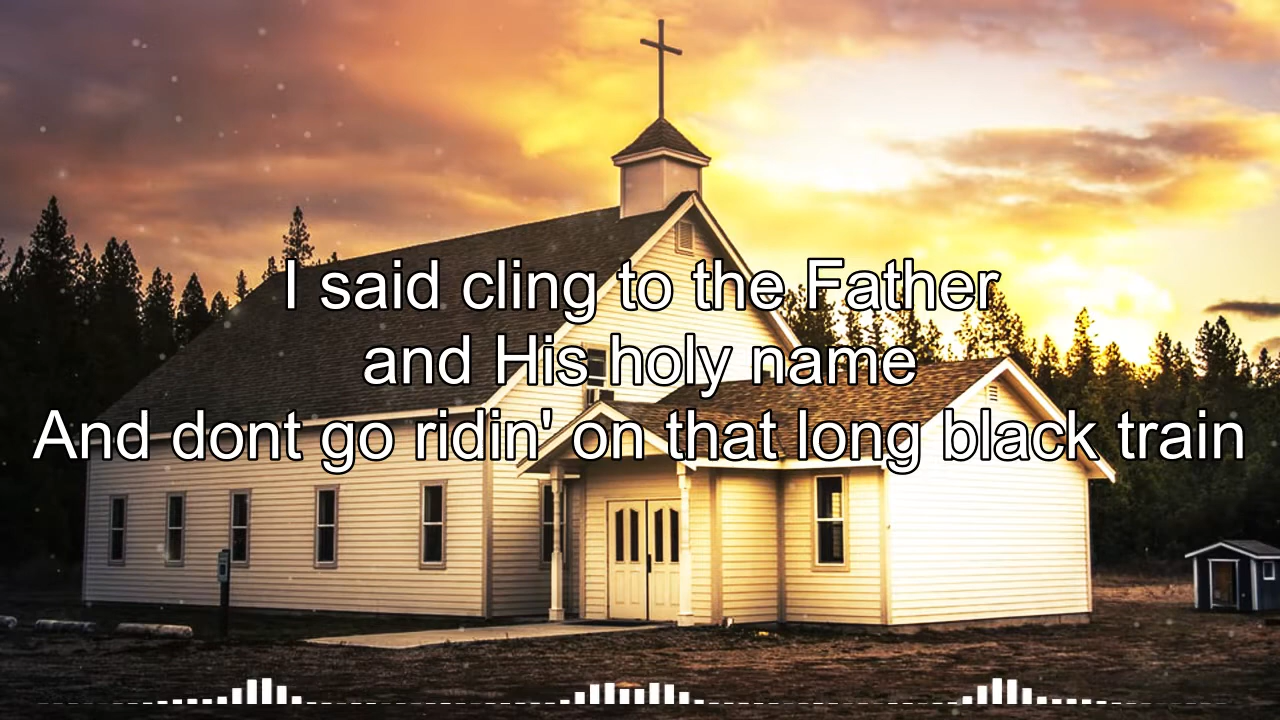 I said cling to the Father
and His holy name
And dont go ridin' on that long black train